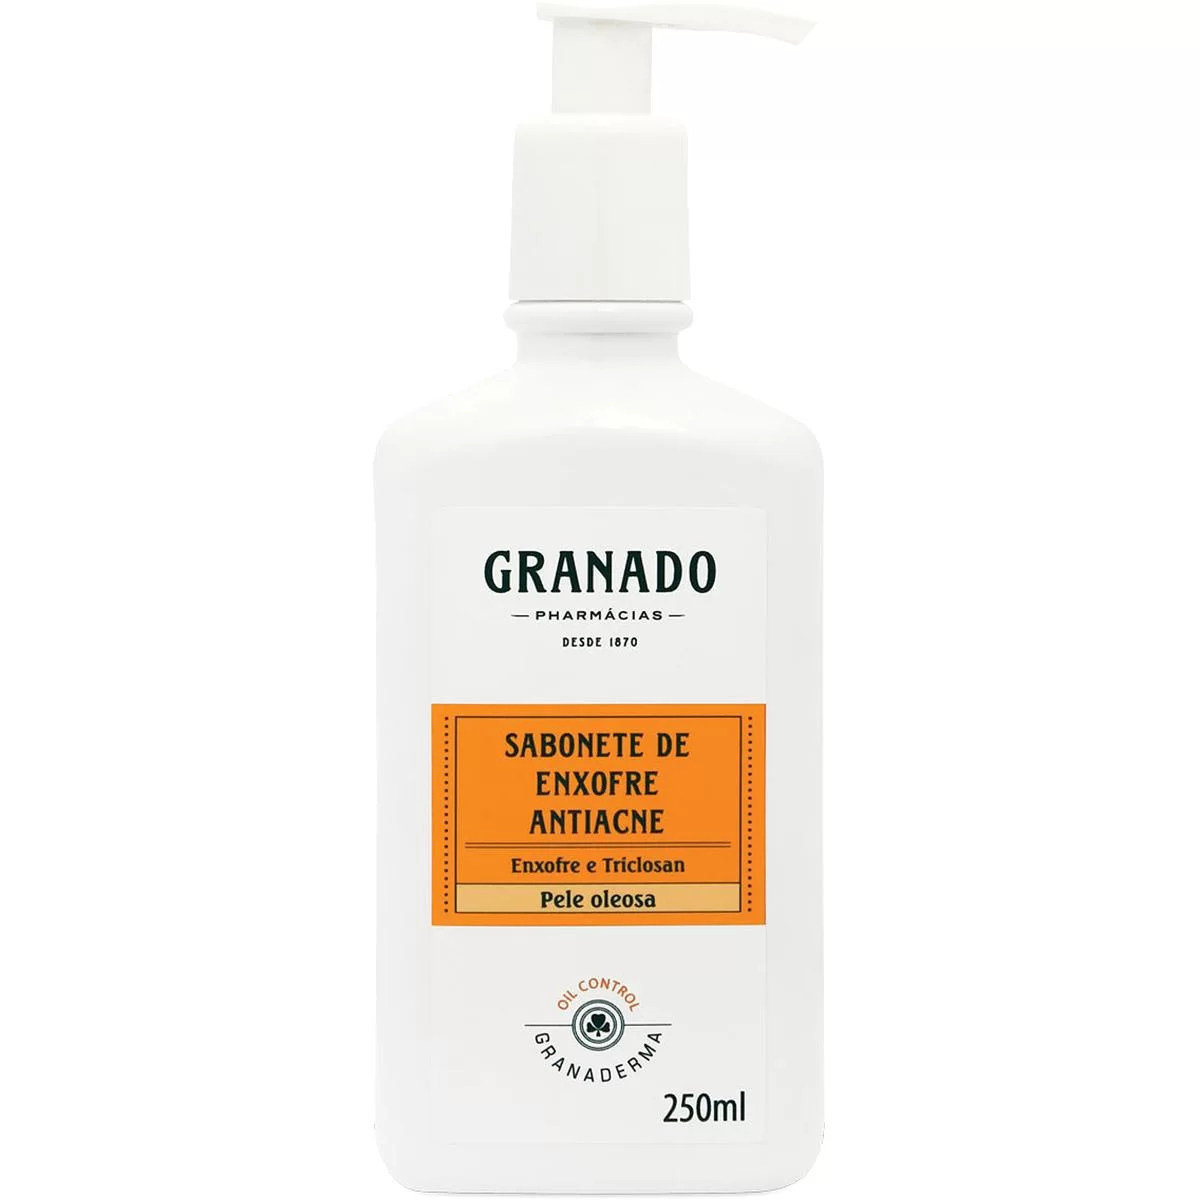 GRANADO
PHARMÁCIAS
DESDE 1870
SABONETE DE
ENXOFRE
ANTIACNE
Enxofre e Triclosan
Pele oleosa
OIL CONTROL
GRANADERMA
250ml